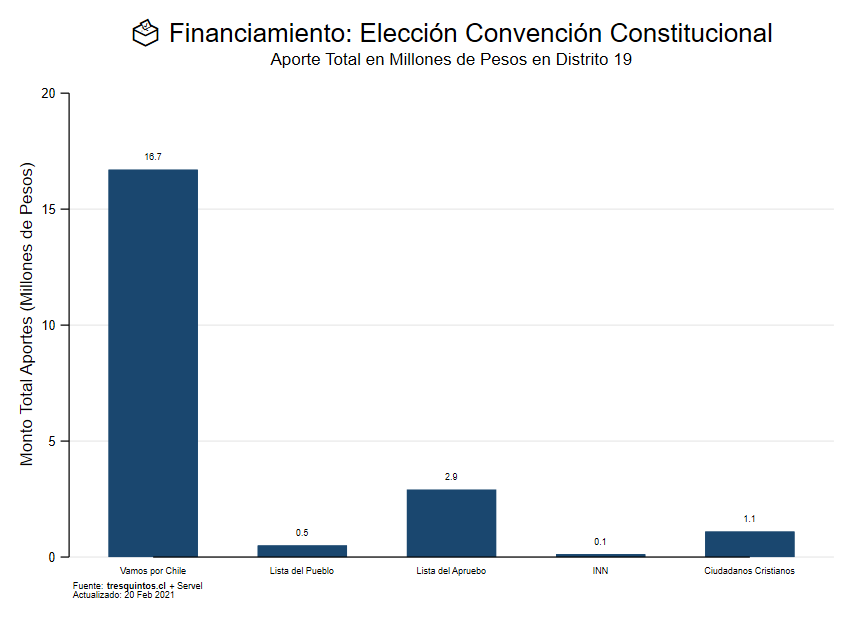 Financiamiento: Elección Convención Constitucional
Aporte Total en Millones de Pesos en Distrito 19
Monto Total Aportes (Millones de Pesos)
20
15
10
5
0
16.7
0.5
2.9
0.1
1.1
Vamos por Chile
Lista del Pueblo
Lista del Apruebo
INN
Ciudadanos Cristianos
Fuente: tresquintos.cl + Servel
Actualizado: 20 Feb 2021